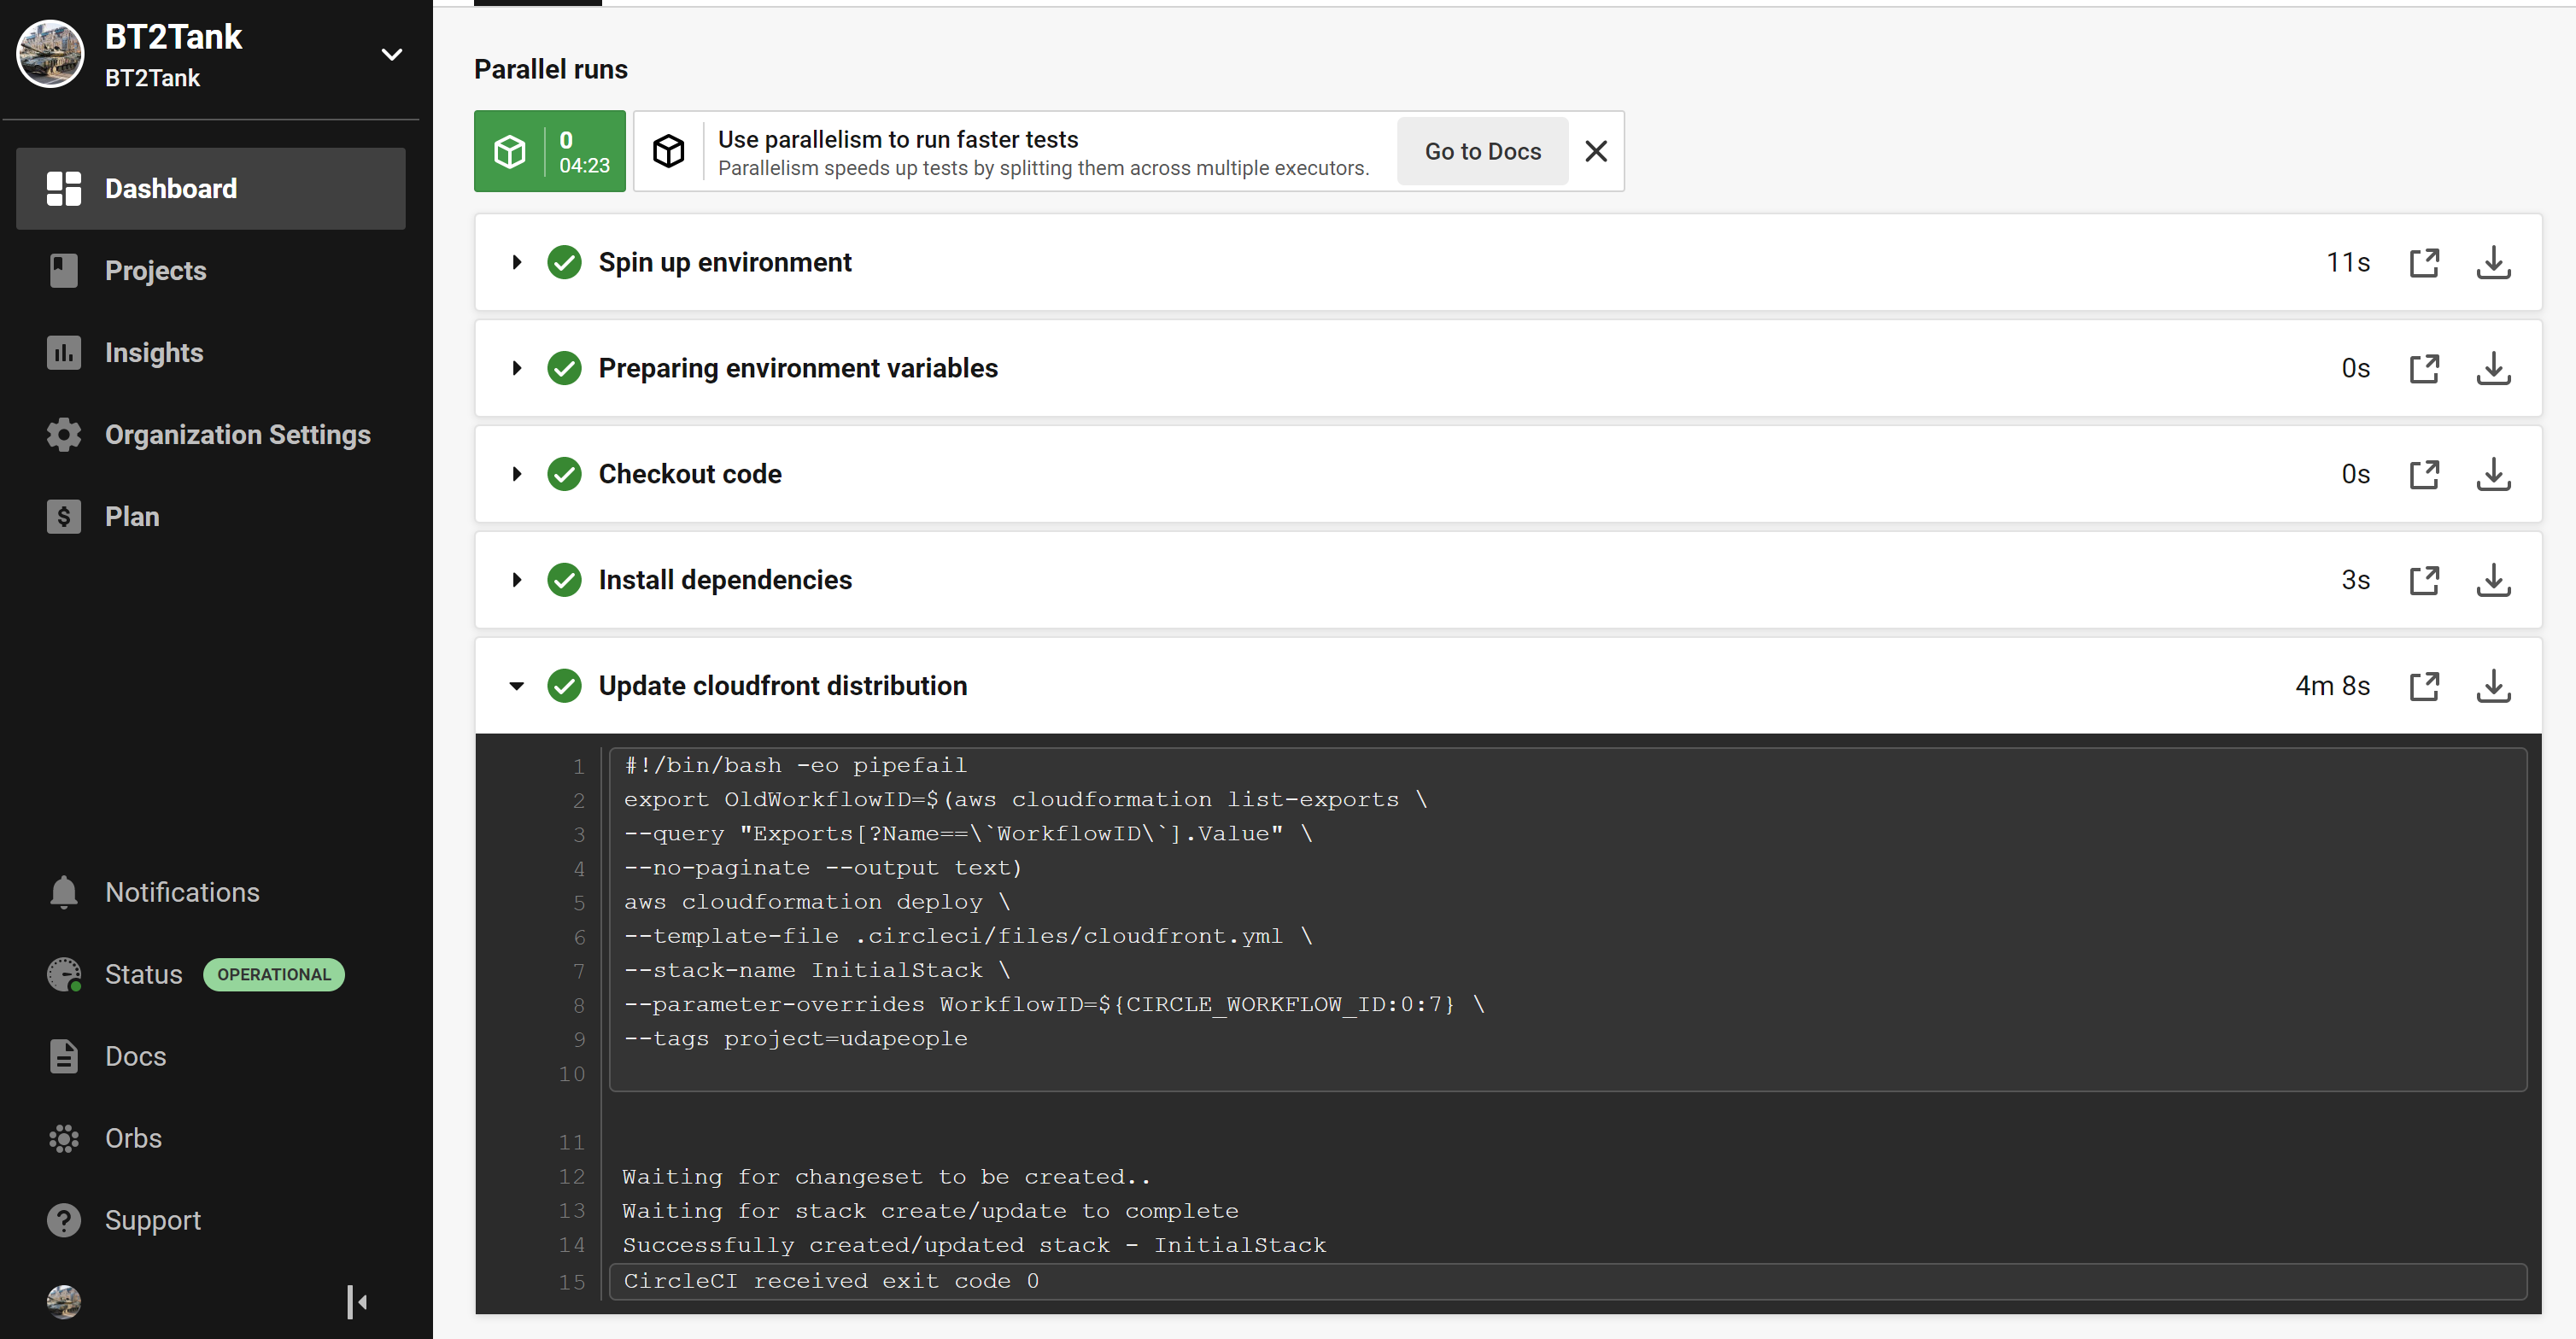 BT2Tank
BT2Tank
Dashboard
Projects
Insights
Organization Settings
Plan
Notifications
Status OPERATIONAL
Docs
Orbs
Support
Parallel runs
0
04:23
Use parallelism to run faster tests
Parallelism speeds up tests by splitting them across multiple executors.
Go to Docs
Spin up environment 11s
Preparing environment variables 0s
Checkout code 0s
Install dependencies 3s
Update cloudfront distribution 4m 8s
1 #!/bin/bash -eo pipefail
2 export OldWorkflowID=$(aws cloudformation list-exports \
3 --query "Exports[?Name==\`WorkflowID\`].Value" \
4 --no-paginate --output text)
5 aws cloudformation deploy \
6 --template-file .circleci/files/cloudfront.yml \
7 --stack-name InitialStack \
8 --parameter-overrides WorkflowID=${CIRCLE_WORKFLOW_ID:0:7} \
9 --tags project=udapeople
10
11
12 Waiting for changeset to be created..
13 Waiting for stack create/update to complete
14 Successfully created/updated stack - InitialStack
15 CircleCI received exit code 0